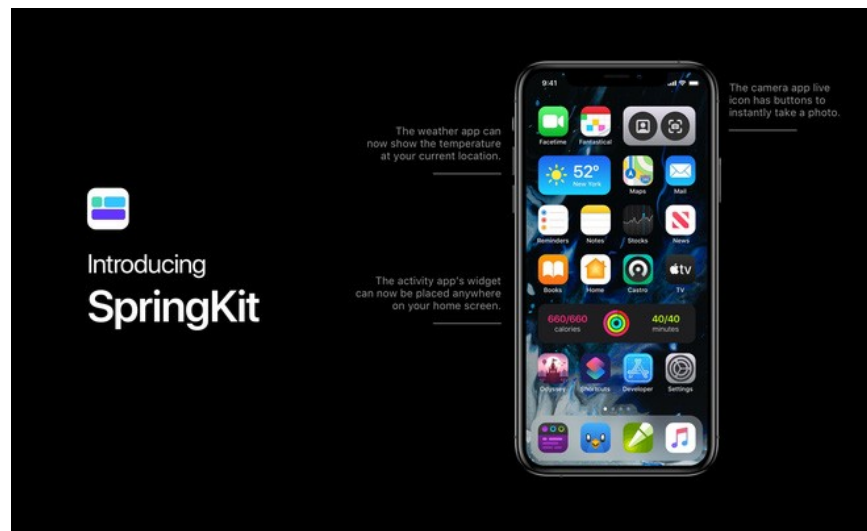 Introducing
SpringKit
The weather app can
now show the temperature
at your current location.
The activity app's widget
can now be placed anywhere
on your home screen.
The camera app live
icon has buttons to
instantly take a photo.
9:41
Facetime
Fantastical
52°
New York
Maps
Mail
Reminders
Notes
Stocks
News
Books
Home
Castro
tv
TV
660/660
calories
40/40
minutes
Odyssey
Shortcuts
Developer
Settings